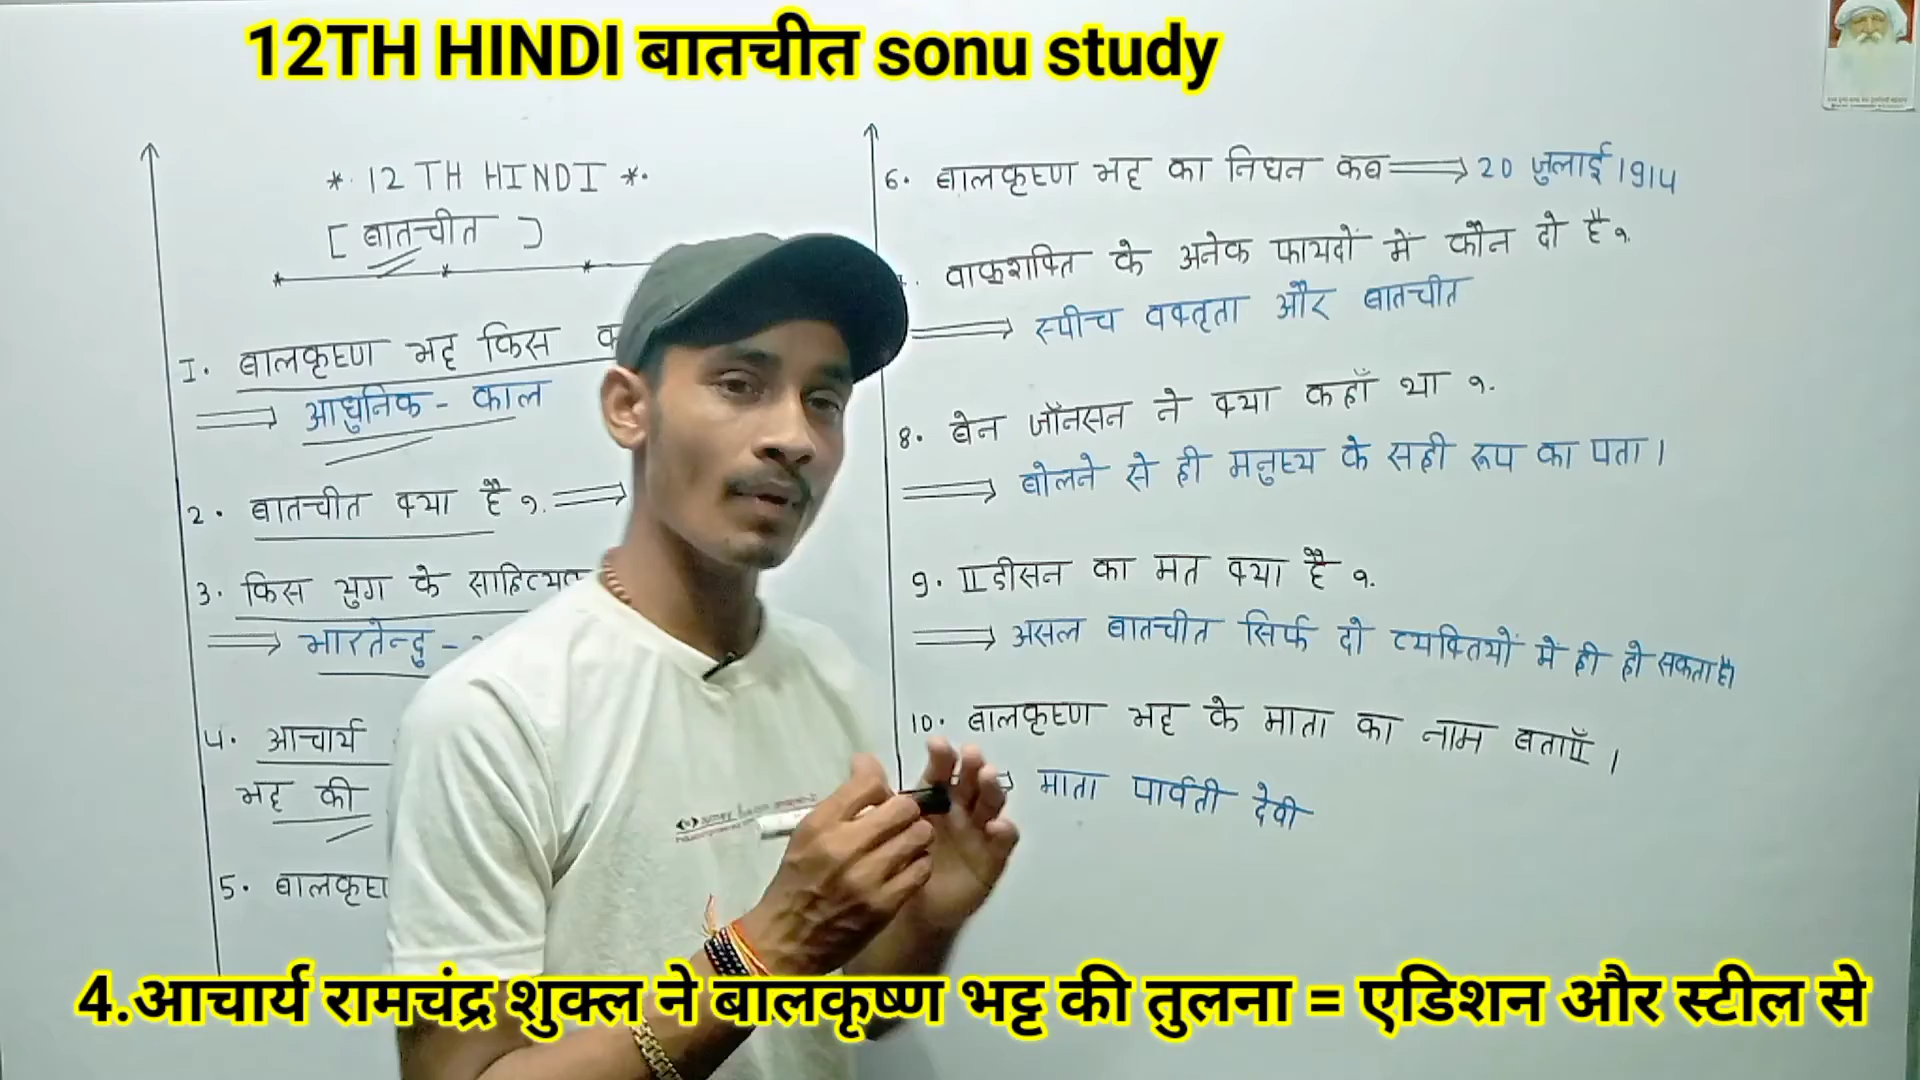 12TH HINDI बातचीत sonu study
* 12 TH HINDI *
[ बातचीत ]
1. बालकृष्ण भट्ट किस
⇒ आधुनिक - काल
2. बातचीत क्या है ?. ⇒
3. किस युग के
⇒ भारतेन्दु -
4. आचार्य
भट्ट की
5.
6. बालकृष्ण भट्ट का निधन कब ⇒ 20 जुलाई 1914
वाक्शक्ति के अनेक फायदों में कौन दो है ?.
⇒ स्पीच वक्तृता और बातचीत
8. बेन जॉनसन ने क्या कहाँ था ?.
⇒ बोलने से ही मनुष्य के सही रूप का पता ।
9. एडीसन का मत क्या है ?.
⇒ असल बातचीत सिर्फ दो व्यक्तियों में ही हो सकता है।
10. बालकृष्ण भट्ट के माता का नाम बताएँ ।
माता पार्वती देवी
4.आचार्य रामचंद्र शुक्ल ने बालकृष्ण भट्ट की तुलना = एडिशन और स्टील से